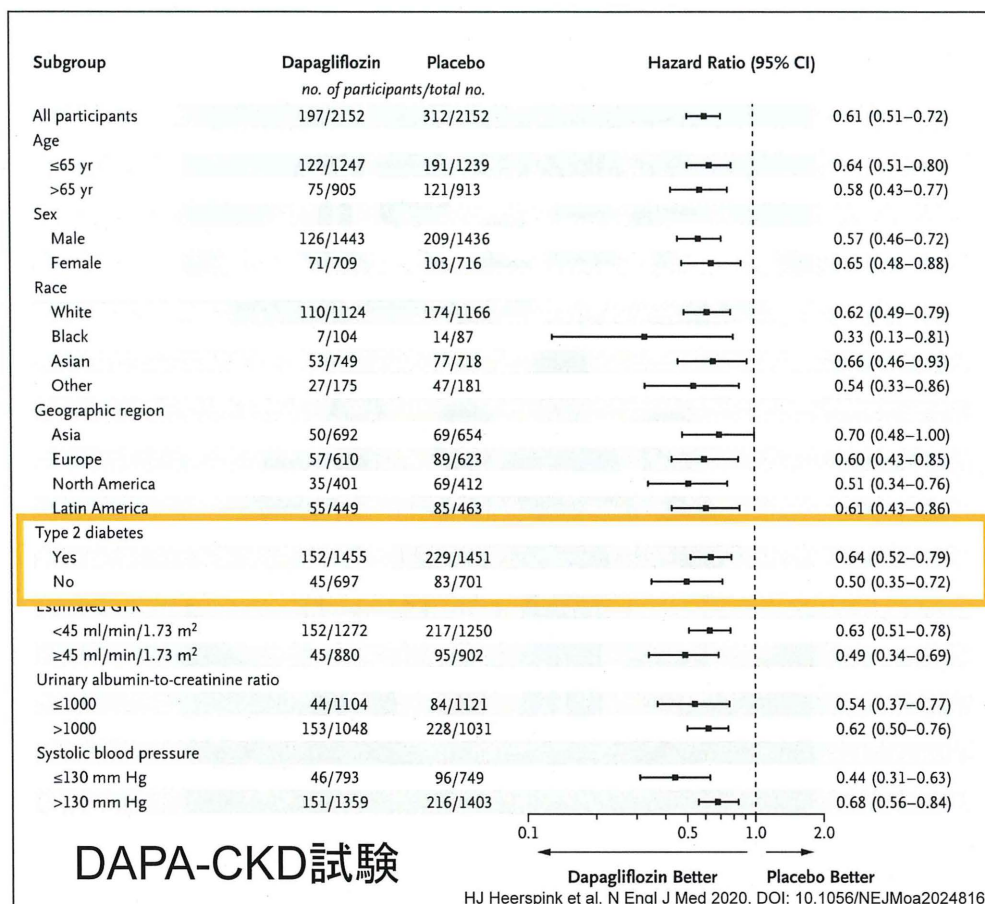 Subgroup Dapagliflozin Placebo Hazard Ratio (95% CI)
no. of participants/total no.
All participants 197/2152 312/2152 0.61 (0.51–0.72)
Age
≤65 yr 122/1247 191/1239 0.64 (0.51–0.80)
>65 yr 75/905 121/913 0.58 (0.43–0.77)
Sex
Male 126/1443 209/1436 0.57 (0.46–0.72)
Female 71/709 103/716 0.65 (0.48–0.88)
Race
White 110/1124 174/1166 0.62 (0.49–0.79)
Black 7/104 14/87 0.33 (0.13–0.81)
Asian 53/749 77/718 0.66 (0.46–0.93)
Other 27/175 47/181 0.54 (0.33–0.86)
Geographic region
Asia 50/692 69/654 0.70 (0.48–1.00)
Europe 57/610 89/623 0.60 (0.43–0.85)
North America 35/401 69/412 0.51 (0.34–0.76)
Latin America 55/449 85/463 0.61 (0.43–0.86)
Type 2 diabetes
Yes 152/1455 229/1451 0.64 (0.52–0.79)
No 45/697 83/701 0.50 (0.35–0.72)
Estimated GFR
<45 ml/min/1.73 m² 152/1272 217/1250 0.63 (0.51–0.78)
≥45 ml/min/1.73 m² 45/880 95/902 0.49 (0.34–0.69)
Urinary albumin-to-creatinine ratio
≤1000 44/1104 84/1121 0.54 (0.37–0.77)
>1000 153/1048 228/1031 0.62 (0.50–0.76)
Systolic blood pressure
≤130 mm Hg 46/793 96/749 0.44 (0.31–0.63)
>130 mm Hg 151/1359 216/1403 0.68 (0.56–0.84)
0.1 0.5 1.0 2.0
DAPA-CKD試験
Dapagliflozin Better Placebo Better
HJ Heerspink et al. N Engl J Med 2020. DOI: 10.1056/NEJMoa2024816